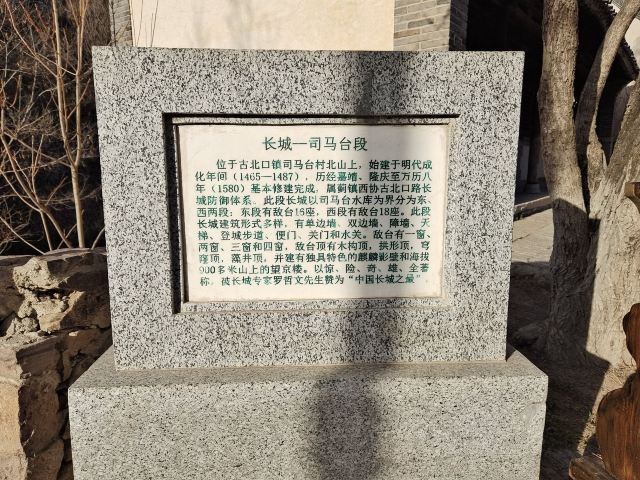 长城—司马台段
位于古北口镇司马台村北山上，始建于明代成
化年间（1465—1487），历经嘉靖、隆庆至万历八
年（1580）基本修建完成，属蓟镇西协古北口路长
城防御体系。此段长城以司马台水库为界分为东、
西两段：东段有敌台16座，西段有敌台18座。此段
长城建筑形式多样，有单边墙、双边墙、障墙、天
梯、登城步道、便门、关门和水关。敌台有一窗、
两窗、三窗和四窗，敌台顶有木构顶，拱形顶，穹
窿顶，藻井顶，并建有独具特色的麒麟影壁和海拔
900多米山上的望京楼。以惊、险、奇、雄、全著
称，被长城专家罗哲文先生赞为“中国长城之最”